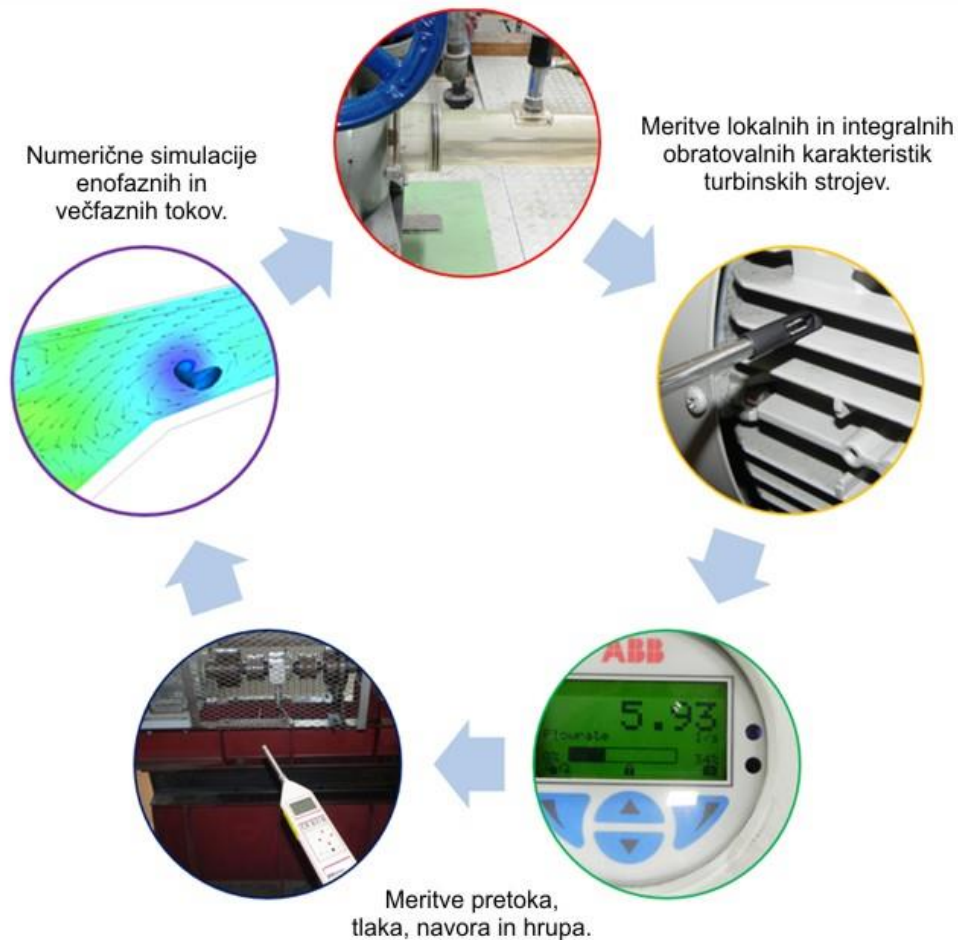 Numerične simulacije
enofaznih in
večfaznih tokov.
Meritve lokalnih in integralnih
obratovalnih karakteristik
turbinskih strojev.
ABB
5.93
Flowrate l/s
Meritve pretoka,
tlaka, navora in hrupa.